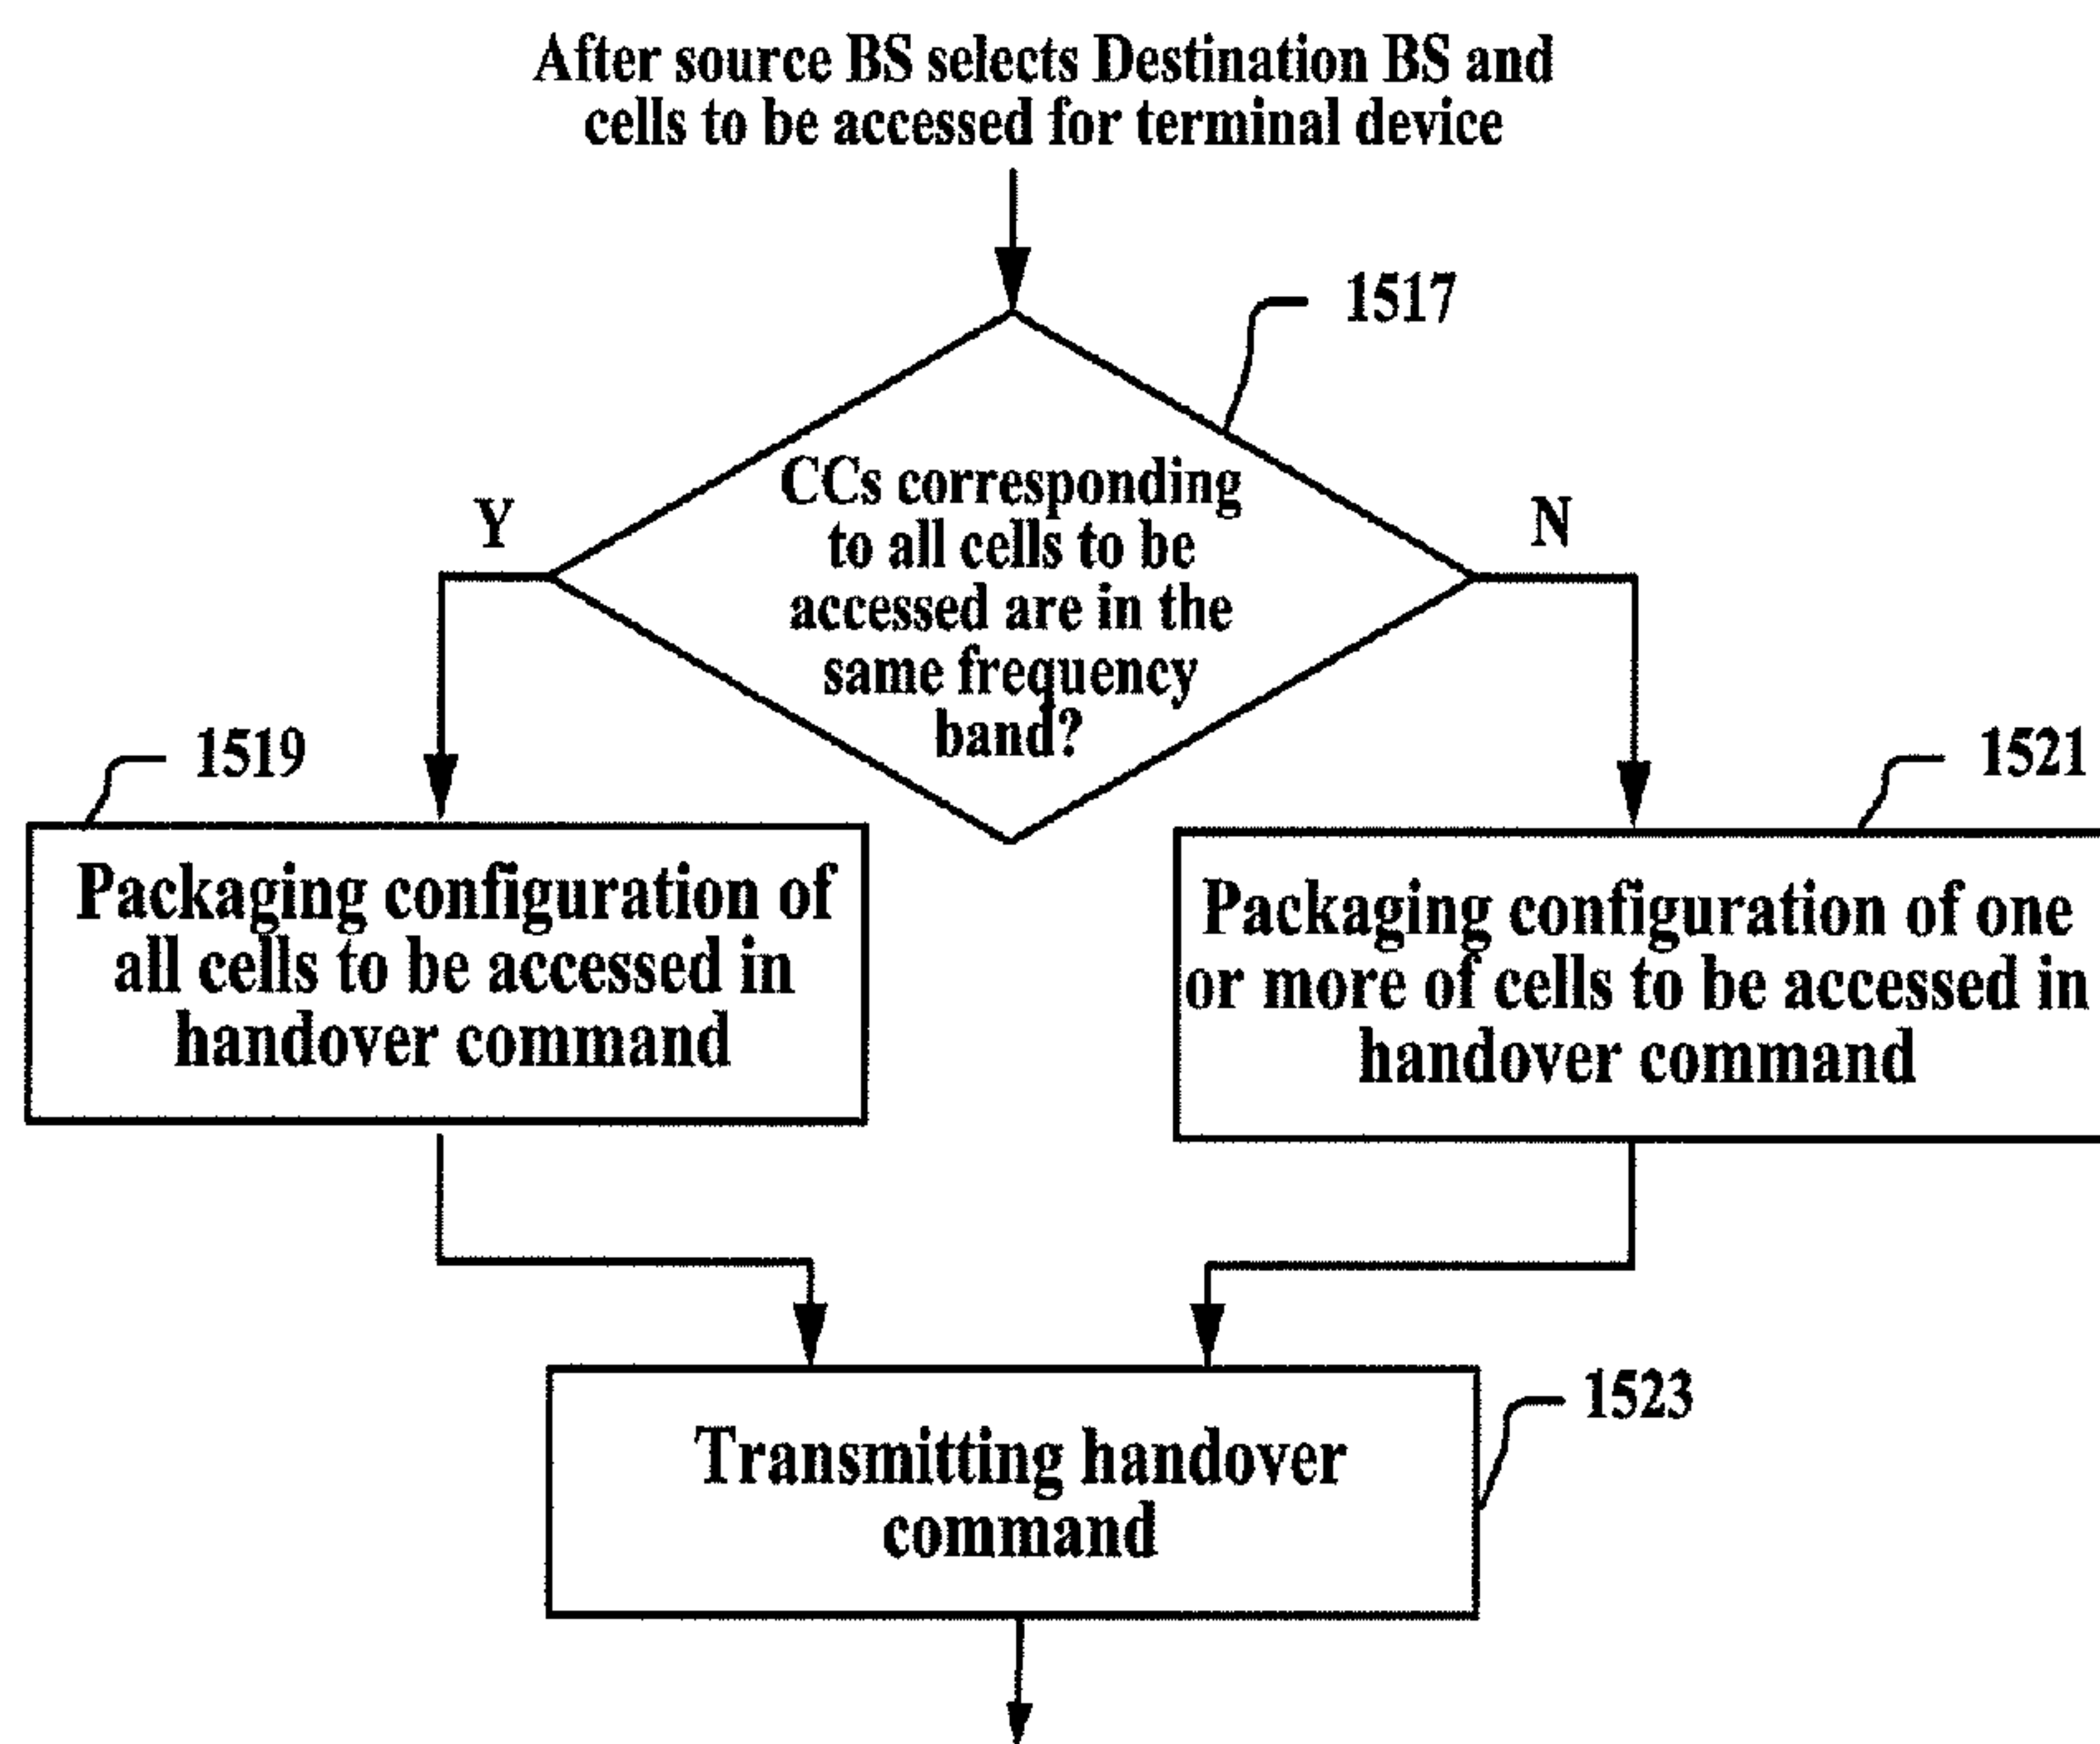 After source BS selects Destination BS and
cells to be accessed for terminal device
1517
CCs corresponding
to all cells to be
accessed are in the
same frequency
band?
Y
N
1519
1521
Packaging configuration of
all cells to be accessed in
handover command
Packaging configuration of one
or more of cells to be accessed in
handover command
Transmitting handover
command
1523